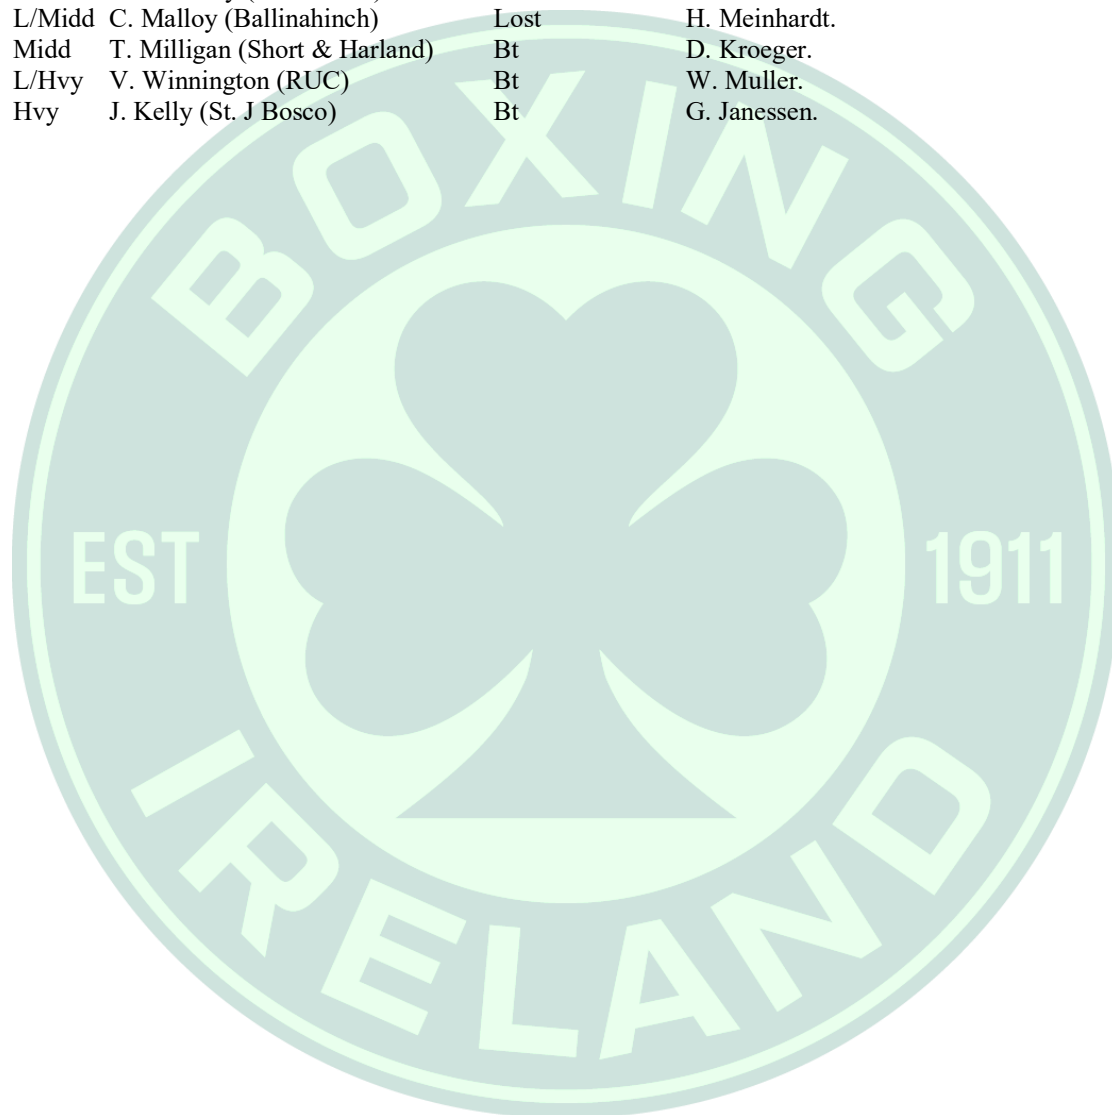 L/Midd C. Malloy (Ballinahinch) Lost H. Meinhardt.
Midd T. Milligan (Short & Harland) Bt D. Kroeger.
L/Hvy V. Winnington (RUC) Bt W. Muller.
Hvy J. Kelly (St. J Bosco) Bt G. Janessen.
BOXING
EST 1911
IRELAND